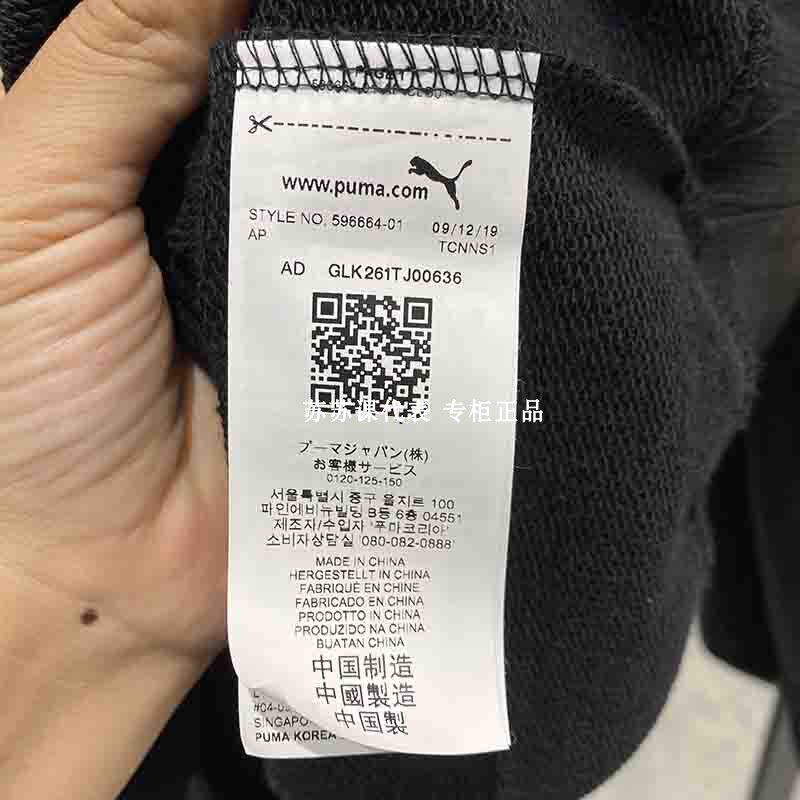 www.puma.com
STYLE NO. 596664-01 09/12/19
AP TCNNS1
AD GLK261TJ00636
苏苏课代表 专柜正品
プーマジャパン(株)
お客様サービス
0120-125-150
서울특별시 중구 을지트 100
파인에비뉴빌딩 B동 6층 04551
제조자/수입자 '푸마코리아'
소비자상담실 '080-082-0888'
MADE IN CHINA
HERGESTELLT IN CHINA
FABRIQUÉ EN CHINE
FABRICADO EN CHINA
PRODOTTO IN CHINA
PRODUZIDO NA CHINA
BUATAN CHINA
中国制造
中國製造
中国製
#04-0
SINGAPO
PUMA KOREA